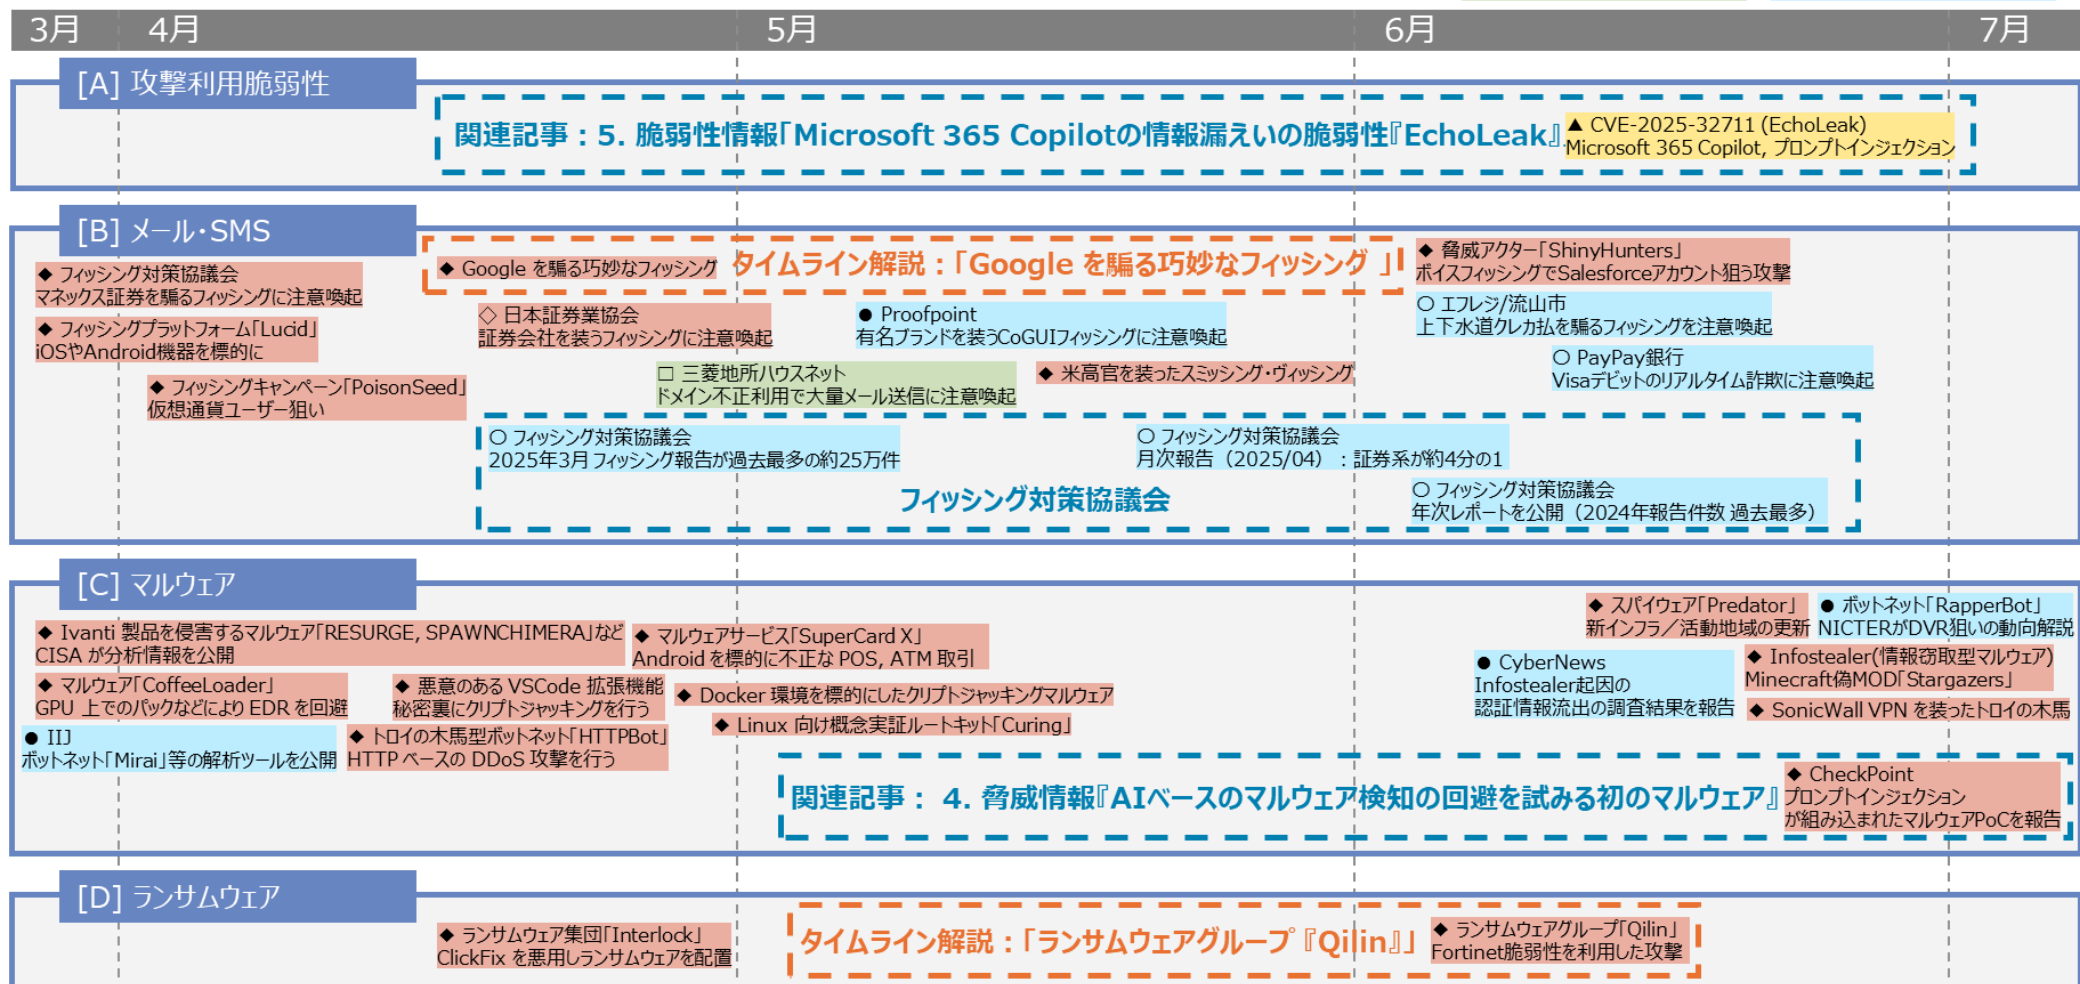 3月
4月
5月
6月
7月
[A] 攻撃利用脆弱性
関連記事：5. 脆弱性情報「Microsoft 365 Copilotの情報漏えいの脆弱性『EchoLeak』
▲ CVE-2025-32711 (EchoLeak)
Microsoft 365 Copilot, プロンプトインジェクション
[B] メール・SMS
◆ フィッシング対策協議会
マネックス証券を騙るフィッシングに注意喚起
◆ フィッシングプラットフォーム「Lucid」
iOSやAndroid機器を標的に
◆ フィッシングキャンペーン「PoisonSeed」
仮想通貨ユーザー狙い
◆ Google を騙る巧妙なフィッシング
タイムライン解説：「Google を騙る巧妙なフィッシング 」
◇ 日本証券業協会
証券会社を装うフィッシングに注意喚起
● Proofpoint
有名ブランドを装うCoGUIフィッシングに注意喚起
□ 三菱地所ハウスネット
ドメイン不正利用で大量メール送信に注意喚起
◆ 米高官を装ったスミッシング・ヴィッシング
◆ 脅威アクター「ShinyHunters」
ボイスフィッシングでSalesforceアカウント狙う攻撃
○ エフレジ/流山市
上下水道クレカ払を騙るフィッシングを注意喚起
○ PayPay銀行
Visaデビットのリアルタイム詐欺に注意喚起
○ フィッシング対策協議会
2025年3月 フィッシング報告が過去最多の約25万件
○ フィッシング対策協議会
月次報告（2025/04）：証券系が約4分の1
フィッシング対策協議会
○ フィッシング対策協議会
年次レポートを公開（2024年報告件数 過去最多）
[C] マルウェア
◆ Ivanti 製品を侵害するマルウェア「RESURGE, SPAWNCHIMERA」など
CISA が分析情報を公開
◆ マルウェア「CoffeeLoader」
GPU 上でのパックなどにより EDR を回避
● IIJ
ボットネット「Mirai」等の解析ツールを公開
◆ 悪意のある VSCode 拡張機能
秘密裏にクリプトジャッキングを行う
◆ トロイの木馬型ボットネット「HTTPBot」
HTTP ベースの DDoS 攻撃を行う
◆ マルウェアサービス「SuperCard X」
Android を標的に不正な POS, ATM 取引
◆ Docker 環境を標的にしたクリプトジャッキングマルウェア
◆ Linux 向け概念実証ルートキット「Curing」
◆ スパイウェア「Predator」
新インフラ／活動地域の更新
● ボットネット「RapperBot」
NICTERがDVR狙いの動向解説
● CyberNews
Infostealer起因の
認証情報流出の調査結果を報告
◆ Infostealer(情報窃取型マルウェア)
Minecraft偽MOD「Stargazers」
◆ SonicWall VPN を装ったトロイの木馬
関連記事： 4. 脅威情報『AIベースのマルウェア検知の回避を試みる初のマルウェア』
◆ CheckPoint
プロンプトインジェクション
が組み込まれたマルウェアPoCを報告
[D] ランサムウェア
◆ ランサムウェア集団「Interlock」
ClickFix を悪用しランサムウェアを配置
タイムライン解説：「ランサムウェアグループ『Qilin』」
◆ ランサムウェアグループ「Qilin」
Fortinet脆弱性を利用した攻撃